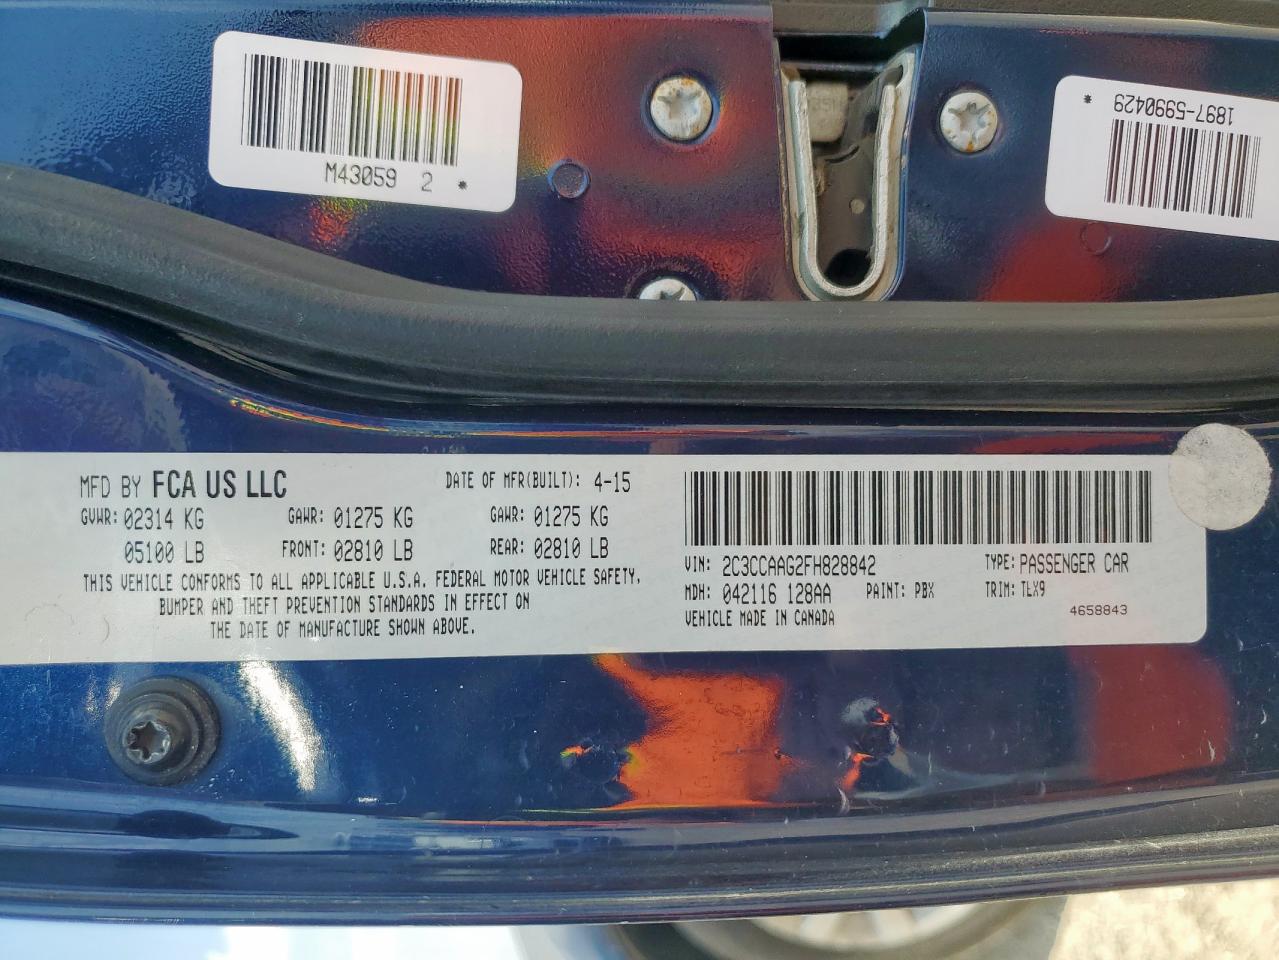 M43059 2 *
1897-5990429 *
MFD BY FCA US LLC DATE OF MFR(BUILT): 4-15
GVWR: 02314 KG GAWR: 01275 KG GAWR: 01275 KG
05100 LB FRONT: 02810 LB REAR: 02810 LB
THIS VEHICLE CONFORMS TO ALL APPLICABLE U.S.A. FEDERAL MOTOR VEHICLE SAFETY,
BUMPER AND THEFT PREVENTION STANDARDS IN EFFECT ON
THE DATE OF MANUFACTURE SHOWN ABOVE.
VIN: 2C3CCAAG2FH828842 TYPE: PASSENGER CAR
MDH: 042116 128AA PAINT: PBX TRIM: TLX9
VEHICLE MADE IN CANADA 4658843